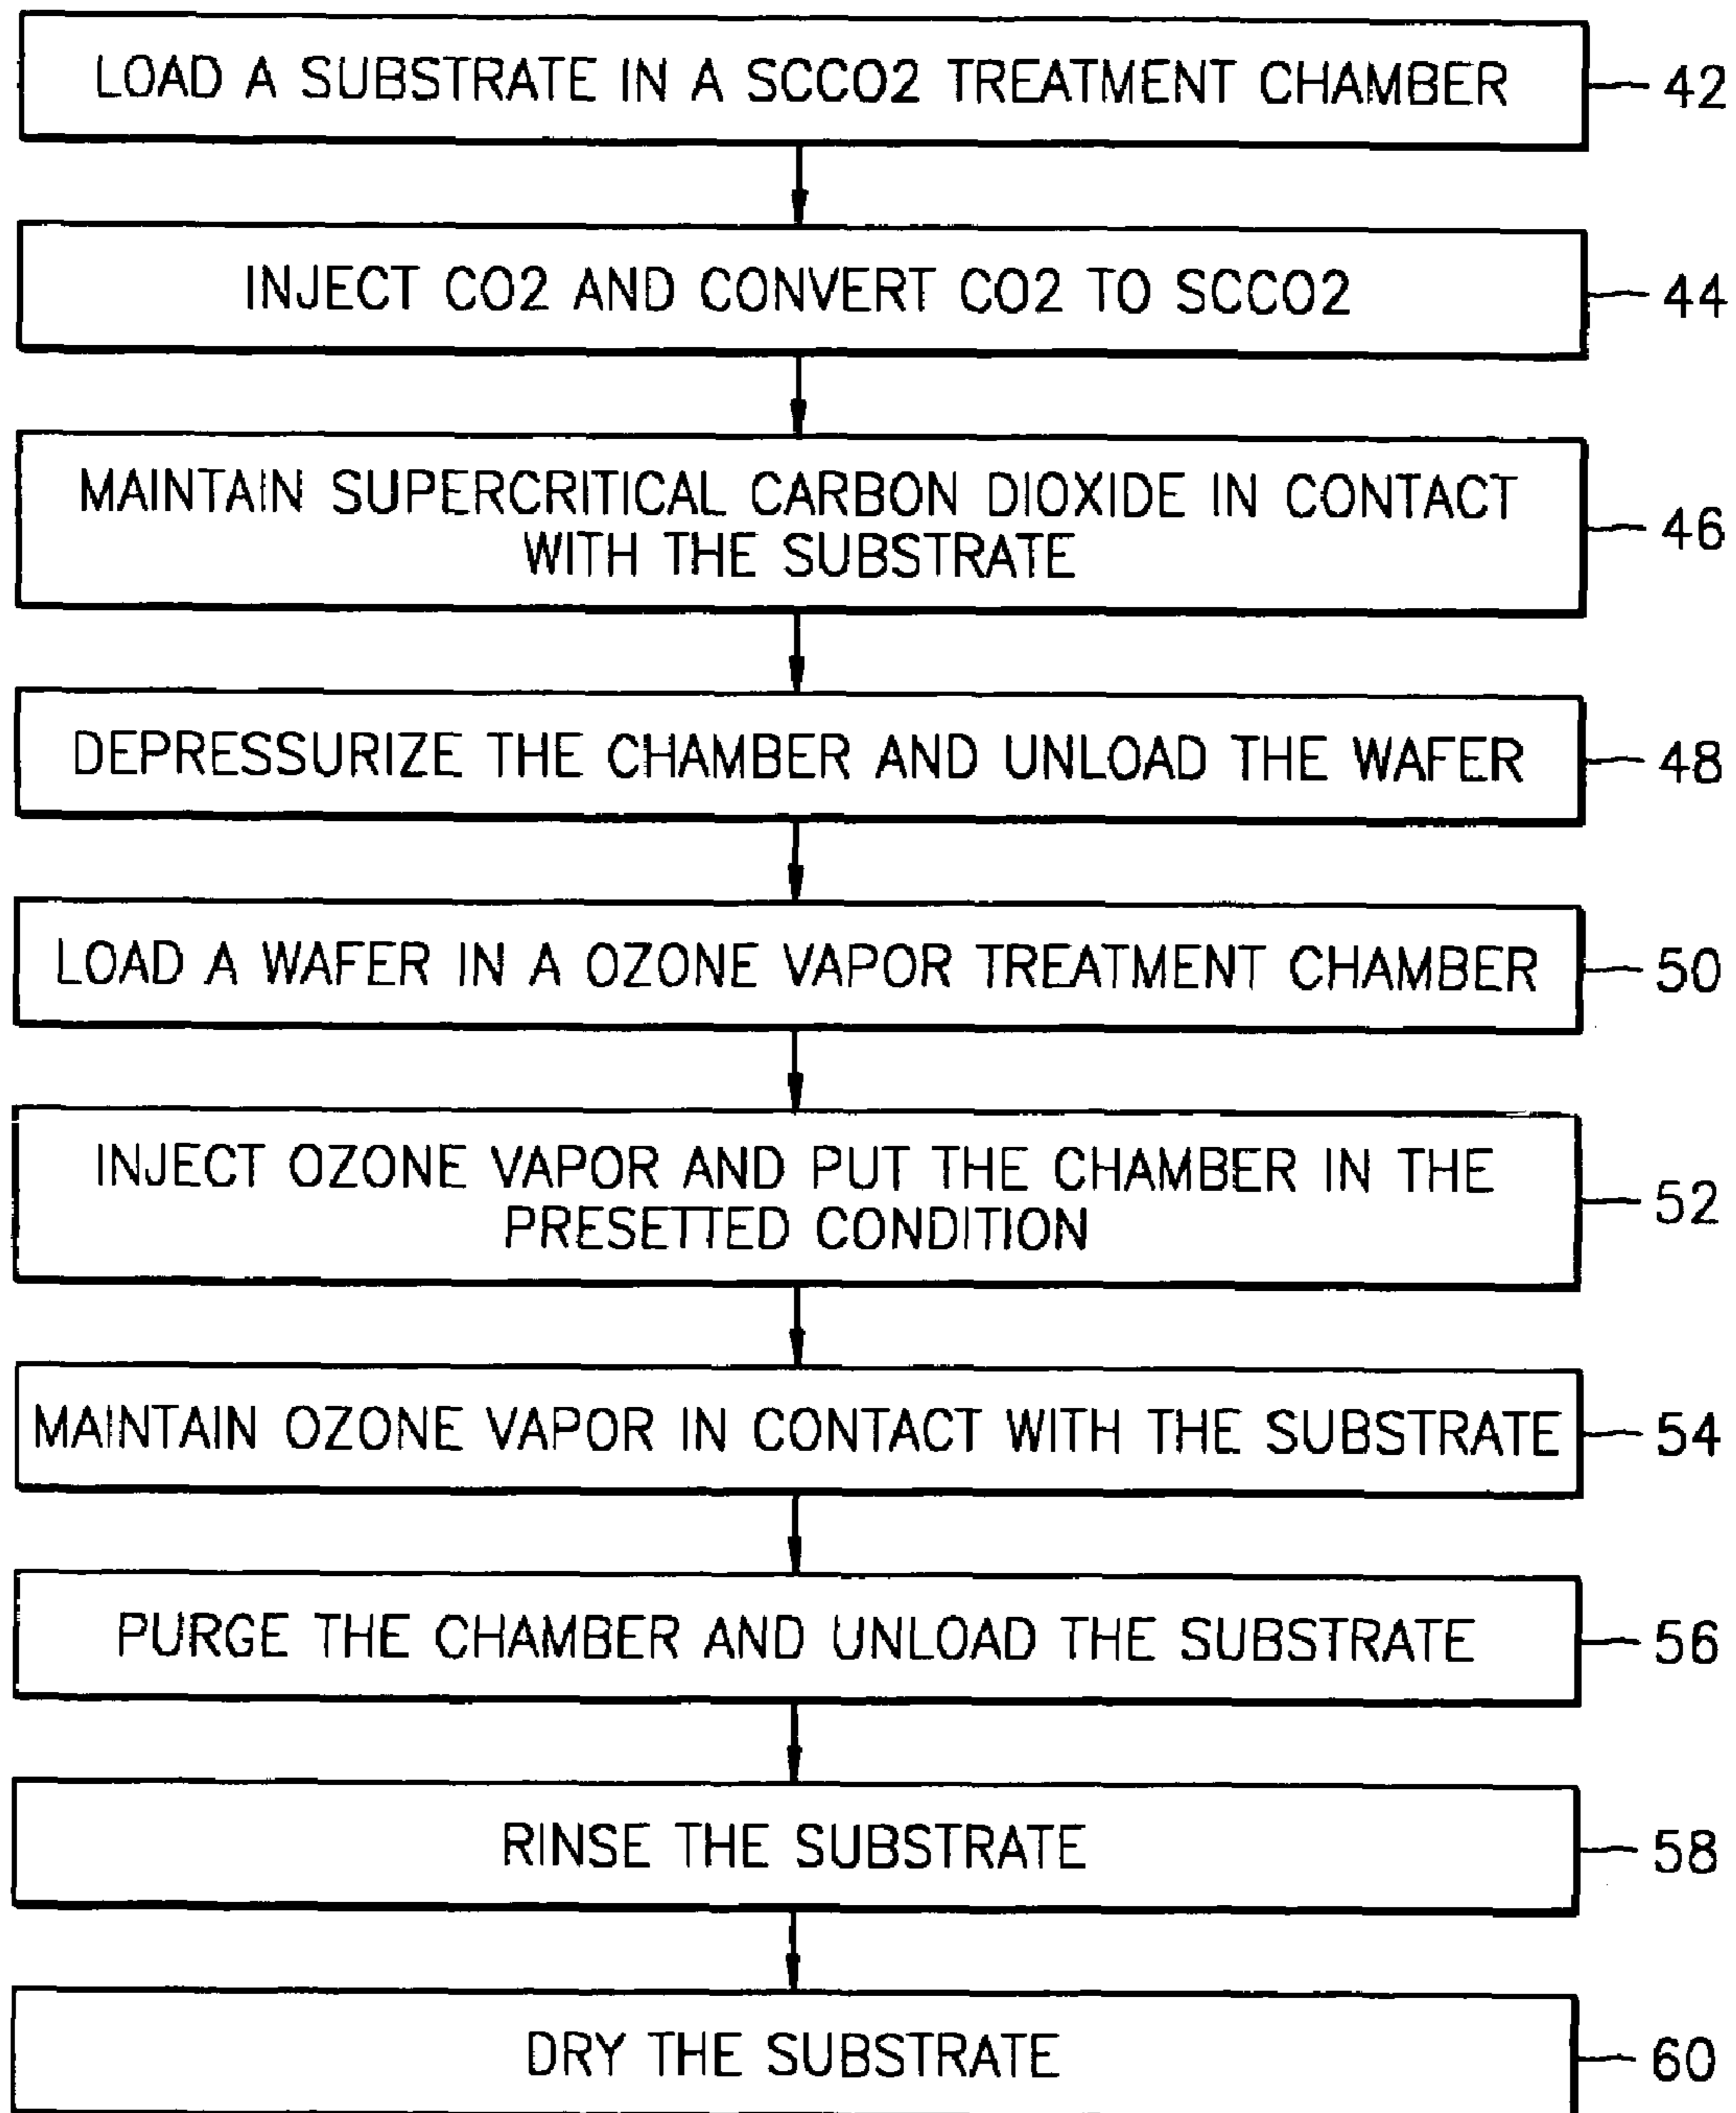 LOAD A SUBSTRATE IN A SCCO2 TREATMENT CHAMBER
42
INJECT CO2 AND CONVERT CO2 TO SCCO2
44
MAINTAIN SUPERCRITICAL CARBON DIOXIDE IN CONTACT
WITH THE SUBSTRATE
46
DEPRESSURIZE THE CHAMBER AND UNLOAD THE WAFER
48
LOAD A WAFER IN A OZONE VAPOR TREATMENT CHAMBER
50
INJECT OZONE VAPOR AND PUT THE CHAMBER IN THE
PRESETTED CONDITION
52
MAINTAIN OZONE VAPOR IN CONTACT WITH THE SUBSTRATE
54
PURGE THE CHAMBER AND UNLOAD THE SUBSTRATE
56
RINSE THE SUBSTRATE
58
DRY THE SUBSTRATE
60